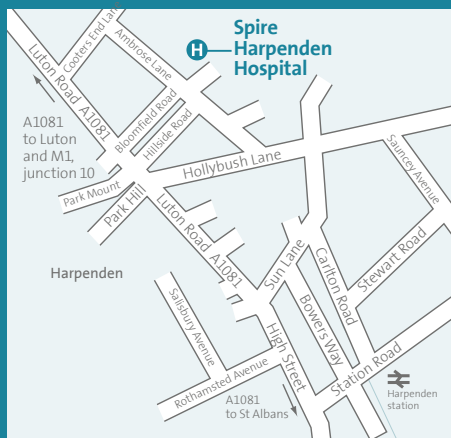 Spire
Harpenden
Hospital
H
Cooters End Lane
Ambrose Lane
Luton Road A1081
A1081
to Luton
and M1,
junction 10
Bloomfield Road
Hillside Road
Hollybush Lane
Sauncey Avenue
Park Mount
Park Hill
Luton Road A1081
Harpenden
Sun Lane
Carlton Road
Stewart Road
Salisbury Avenue
Bowers Way
High Street
Station Road
Rothamsted Avenue
A1081
to St Albans
Harpenden
station